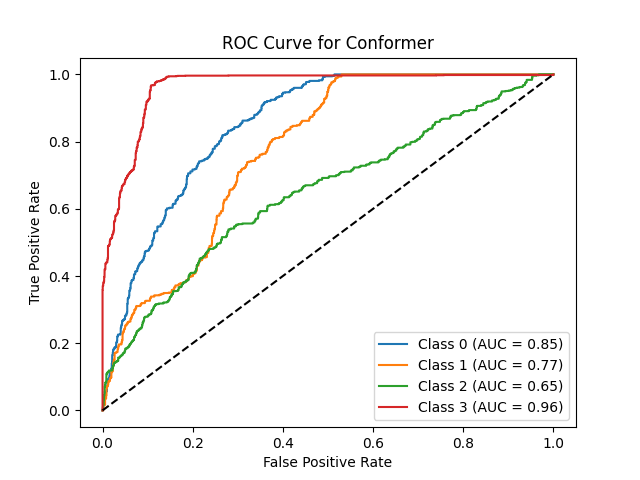 ROC Curve for Conformer
True Positive Rate
1.0
0.8
0.6
0.4
0.2
0.0
Class 0 (AUC = 0.85)
Class 1 (AUC = 0.77)
Class 2 (AUC = 0.65)
Class 3 (AUC = 0.96)
0.0 0.2 0.4 0.6 0.8 1.0
False Positive Rate